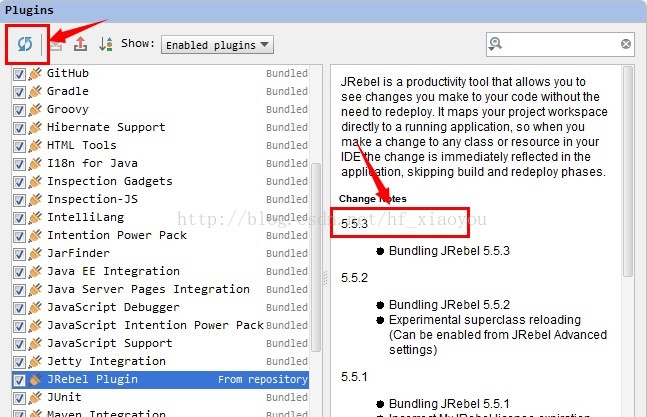 Plugins
Show: Enabled plugins
GitHub Bundled
Gradle Bundled
Groovy Bundled
Hibernate Support Bundled
HTML Tools Bundled
I18n for Java Bundled
Inspection Gadgets Bundled
Inspection-JS Bundled
IntelliLang Bundled
Intention Power Pack Bundled
JarFinder Bundled
Java EE Integration Bundled
Java Server Pages Integration Bundled
JavaScript Debugger Bundled
JavaScript Intention Power Pack Bundled
JavaScript Support Bundled
Jetty Integration Bundled
JRebel Plugin From repository
JUnit Bundled
Maven Integration Bundled
JRebel is a productivity tool that allows you to
see changes you make to your code without the
need to redeploy. It maps your project workspace
directly to a running application, so when you
make a change to any class or resource in your
IDE the change is immediately reflected in the
application, skipping build and redeploy phases.
Change Notes
5.5.3
● Bundling JRebel 5.5.3
5.5.2
● Bundling JRebel 5.5.2
● Experimental superclass reloading
(Can be enabled from JRebel Advanced
settings)
5.5.1
● Bundling JRebel 5.5.1
● Incorrect MyJRebel license expiration
http://blog.csdn.net/hf_xiaoyou